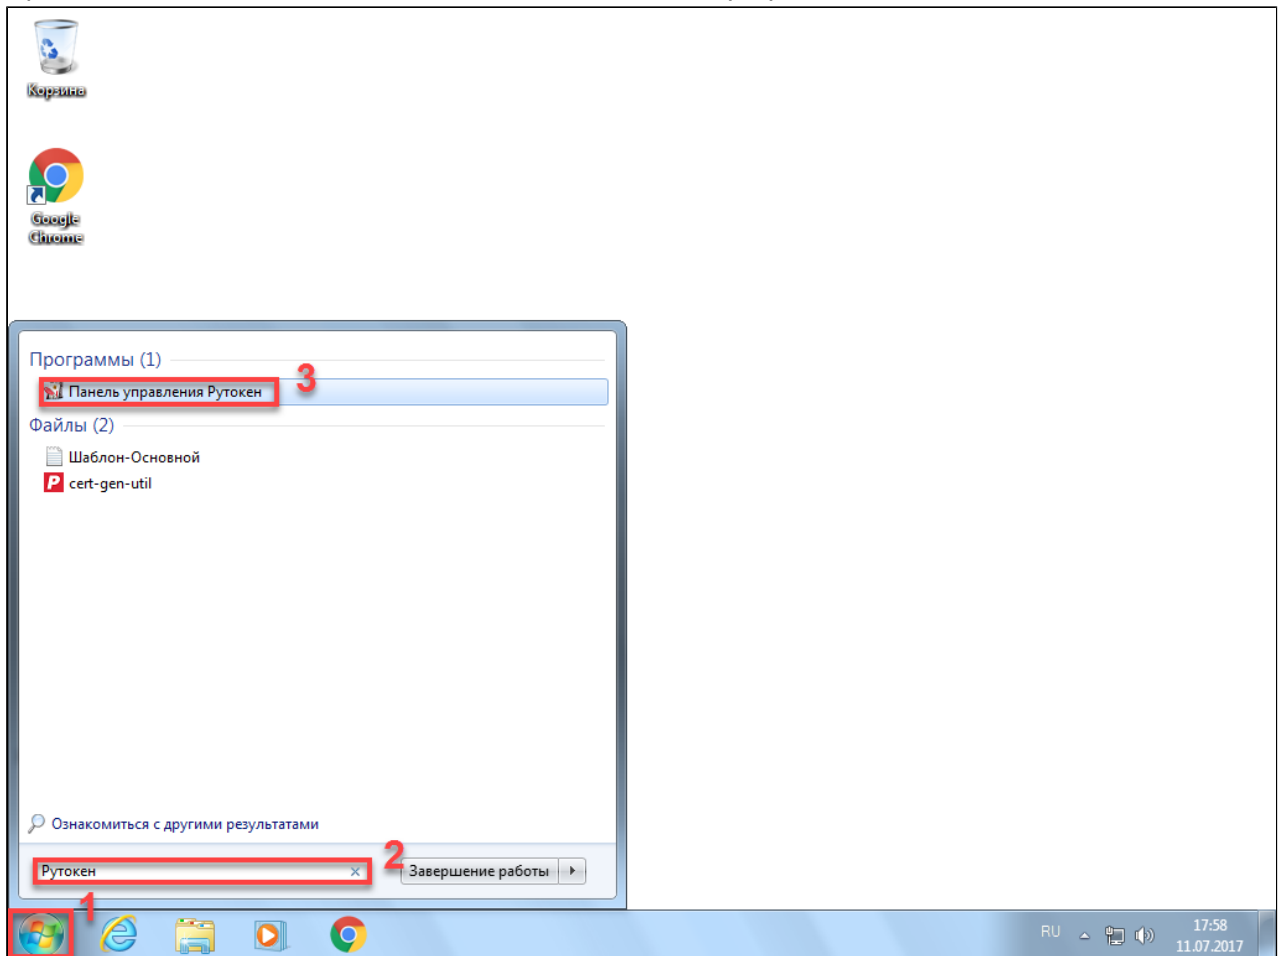 Корзина
Google
Chrome
Программы (1)
3
Панель управления Рутокен
Файлы (2)
Шаблон-Основной
cert-gen-util
Ознакомиться с другими результатами
Рутокен
2
Завершение работы
1
RU
17:58
11.07.2017